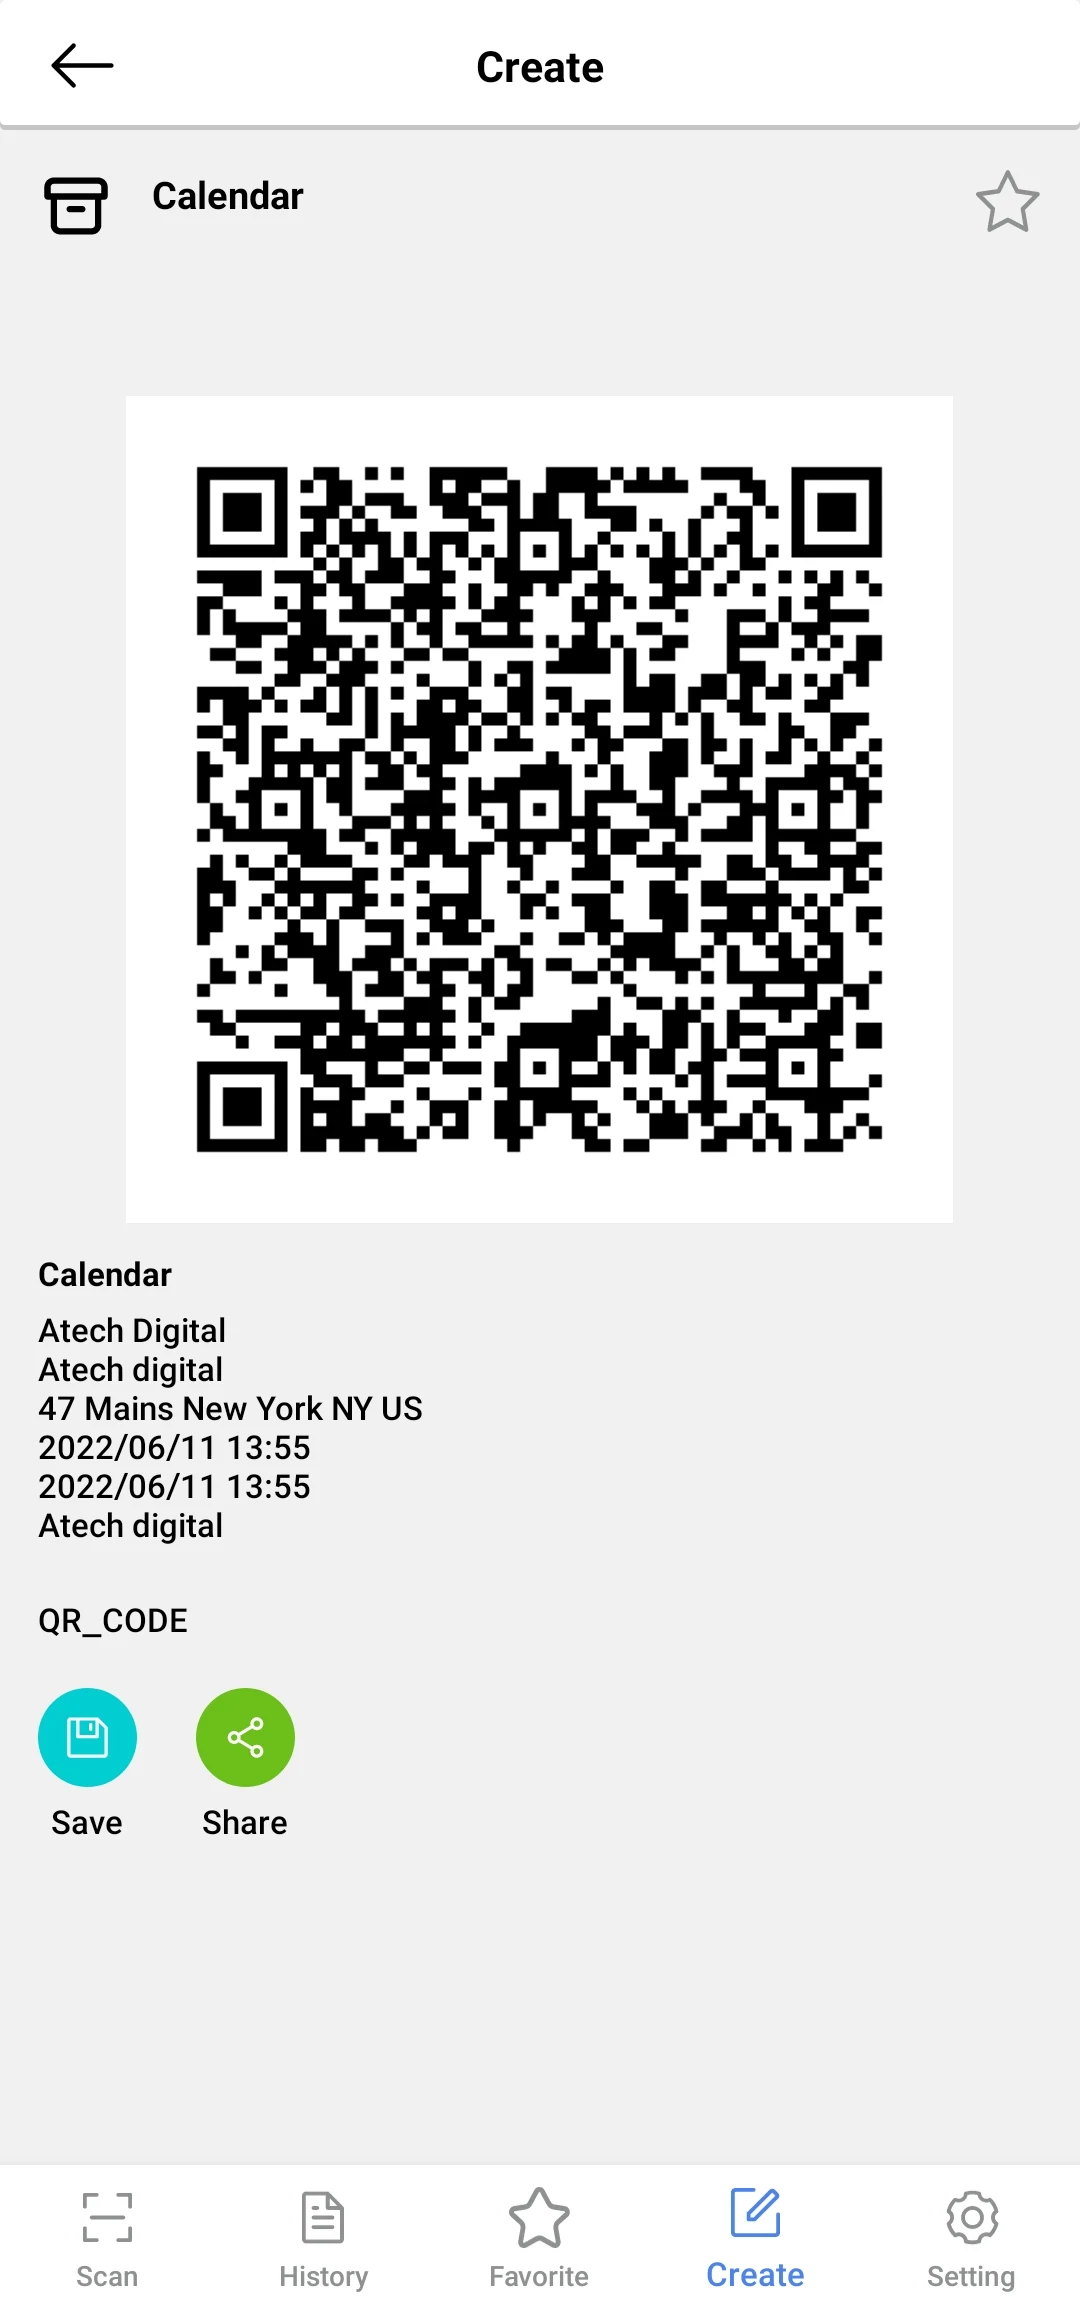 Create
Calendar
Calendar
Atech Digital
Atech digital
47 Mains New York NY US
2022/06/11 13:55
2022/06/11 13:55
Atech digital
QR_CODE
Save Share
Scan History Favorite Create Setting